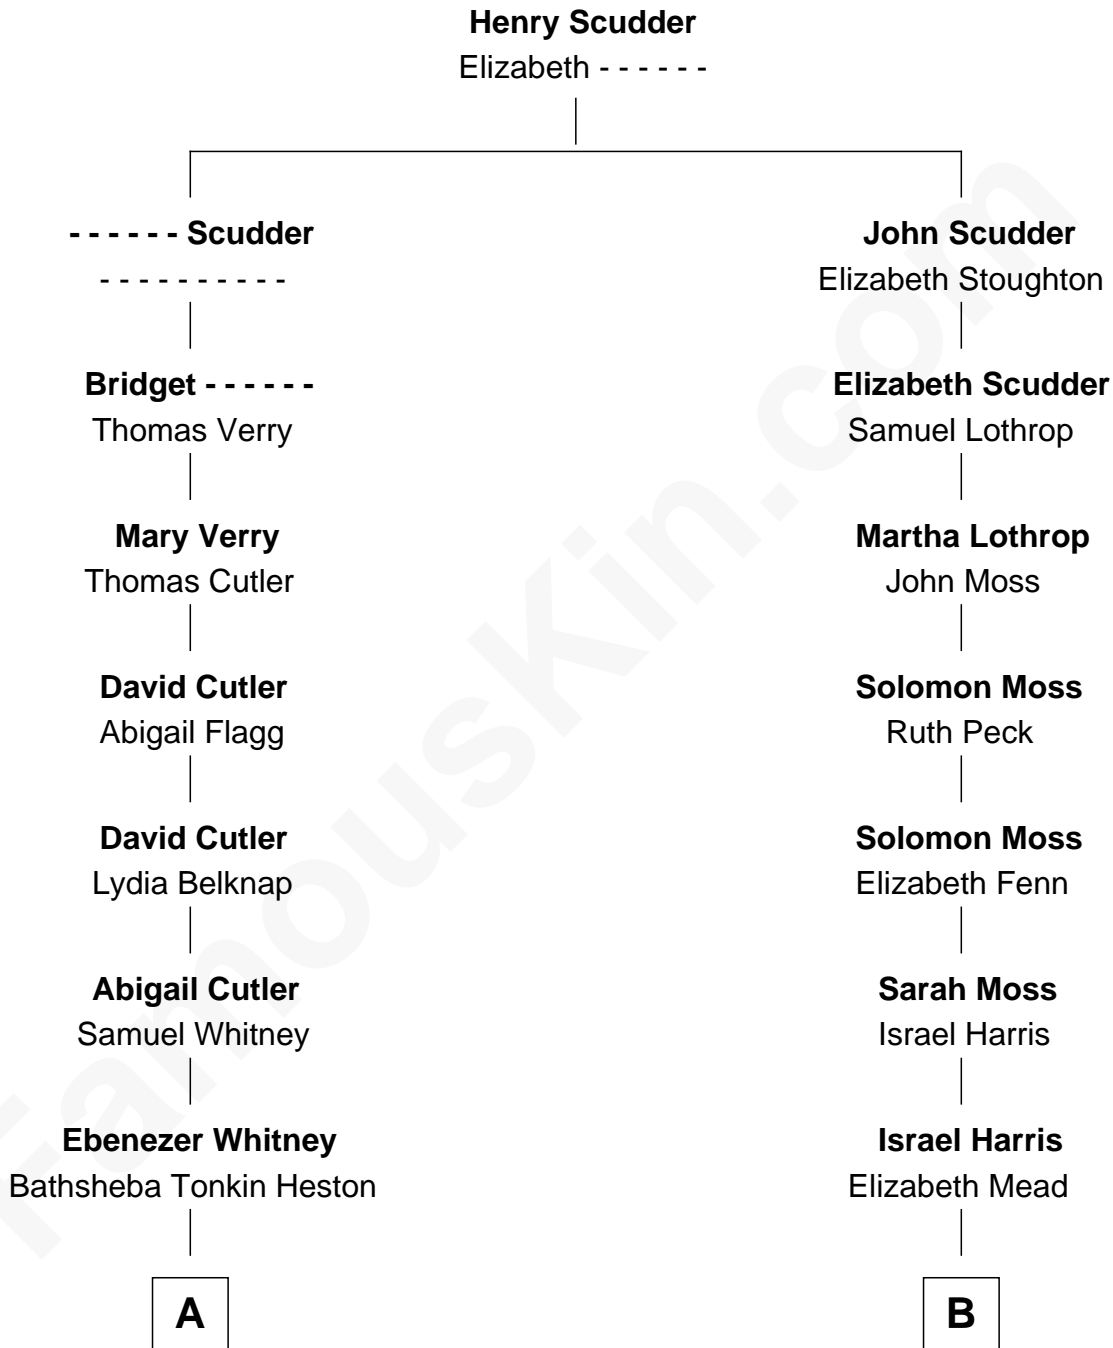 Henry Scudder
Elizabeth - - - - - -
- - - - - - Scudder
- - - - - - - - - -
John Scudder
Elizabeth Stoughton
Bridget - - - - - -
Thomas Verry
Elizabeth Scudder
Samuel Lothrop
Mary Verry
Thomas Cutler
Martha Lothrop
John Moss
David Cutler
Abigail Flagg
Solomon Moss
Ruth Peck
David Cutler
Lydia Belknap
Solomon Moss
Elizabeth Fenn
Abigail Cutler
Samuel Whitney
Sarah Moss
Israel Harris
Ebenezer Whitney
Bathsheba Tonkin Heston
Israel Harris
Elizabeth Mead
A
B
FamousKin.com